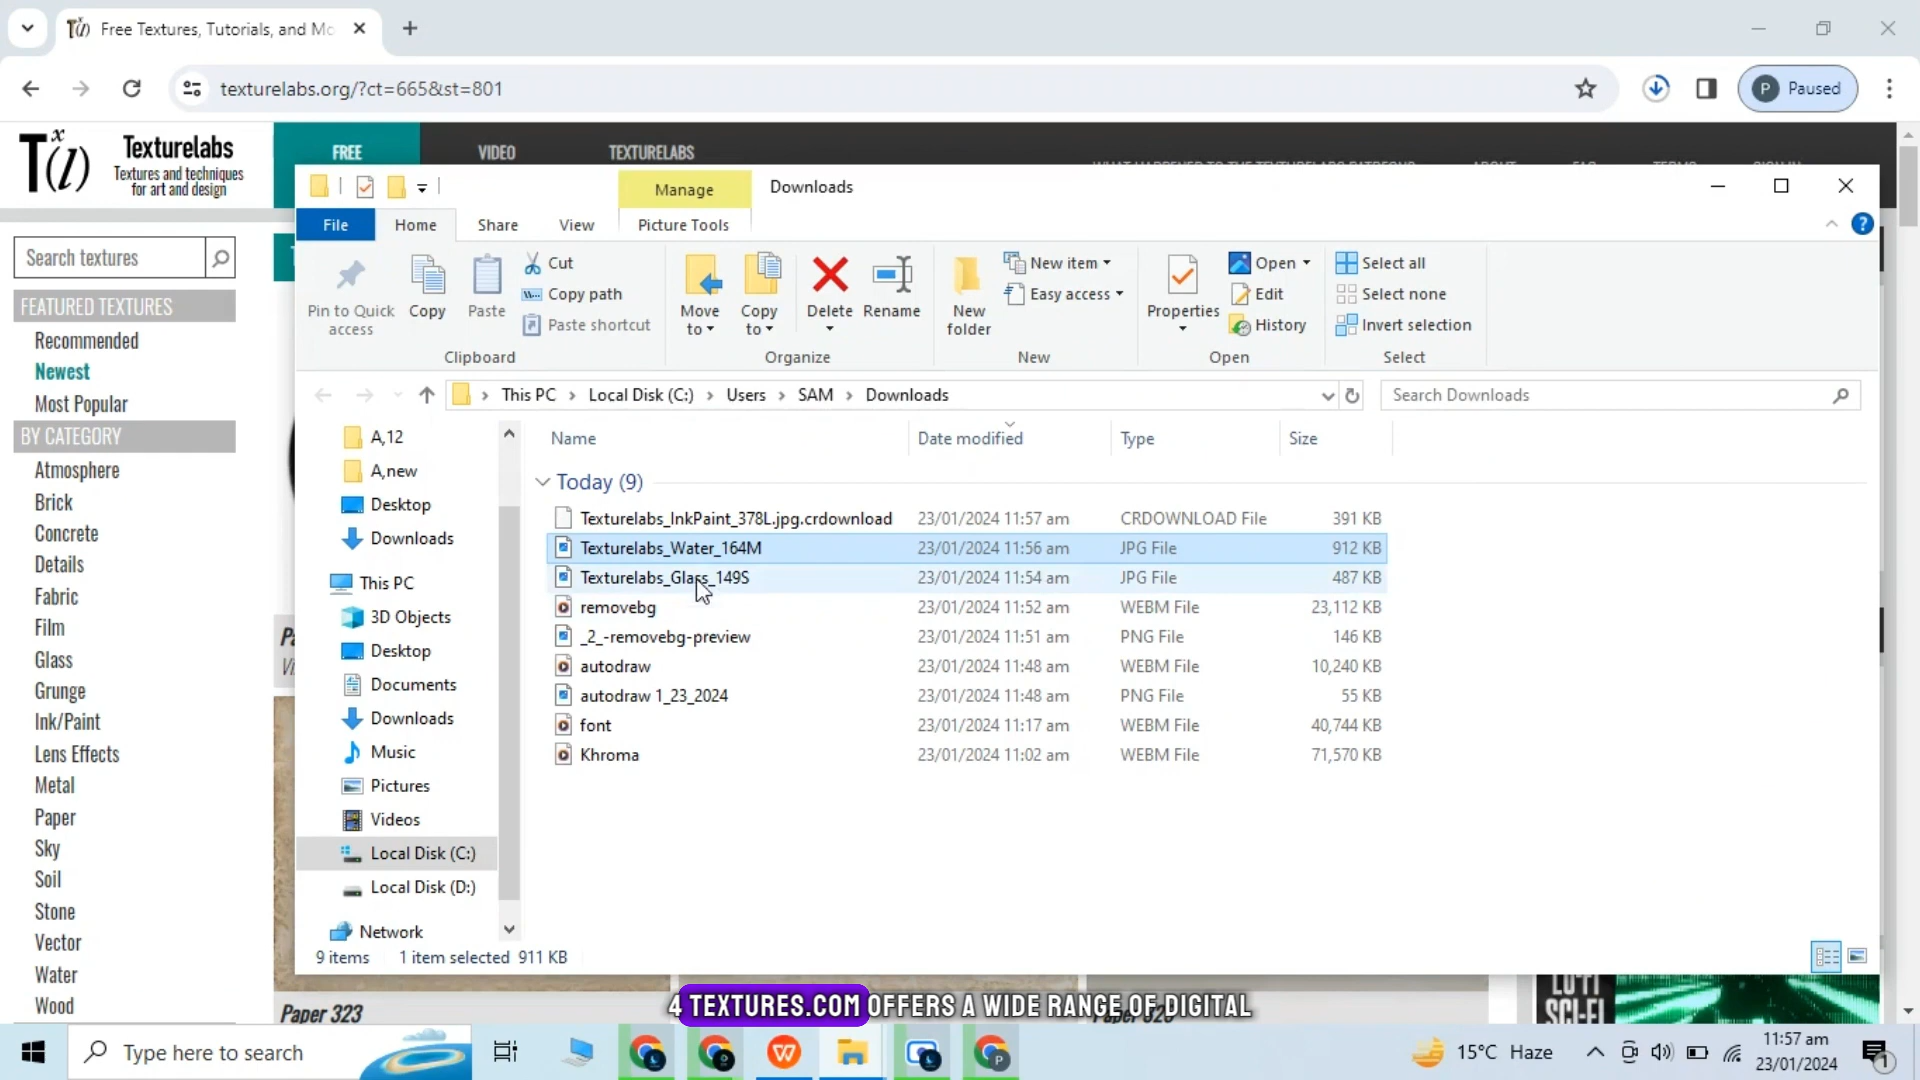 Free Textures, Tutorials, and Mo
texturelabs.org/?ct=665&st=801
P Paused
Texturelabs
Textures and techniques
for art and design
FREE
VIDEO
TEXTURELABS
Search textures
FEATURED TEXTURES
Recommended
Newest
Most Popular
BY CATEGORY
Atmosphere
Brick
Concrete
Details
Fabric
Film
Glass
Grunge
Ink/Paint
Lens Effects
Metal
Paper
Sky
Soil
Stone
Vector
Water
Wood
Manage
Downloads
File
Home
Share
View
Picture Tools
Pin to Quick
access
Copy
Paste
Cut
Copy path
Paste shortcut
Clipboard
Move
to
Copy
to
Delete
Rename
Organize
New
folder
New item
Easy access
New
Properties
Open
Edit
History
Open
Select all
Select none
Invert selection
Select
This PC
Local Disk (C:)
Users
SAM
Downloads
Search Downloads
A,12
A,new
Desktop
Downloads
This PC
3D Objects
Desktop
Documents
Downloads
Music
Pictures
Videos
Local Disk (C:)
Local Disk (D:)
Network
Name Date modified Type Size
Today (9)
Texturelabs_InkPaint_378L.jpg.crdownload 23/01/2024 11:57 am CRDOWNLOAD File 391 KB
Texturelabs_Water_164M 23/01/2024 11:56 am JPG File 912 KB
Texturelabs_Glass_149S 23/01/2024 11:54 am JPG File 487 KB
removebg 23/01/2024 11:52 am WEBM File 23,112 KB
_2_-removebg-preview 23/01/2024 11:51 am PNG File 146 KB
autodraw 23/01/2024 11:48 am WEBM File 10,240 KB
autodraw 1_23_2024 23/01/2024 11:48 am PNG File 55 KB
font 23/01/2024 11:17 am WEBM File 40,744 KB
Khroma 23/01/2024 11:02 am WEBM File 71,570 KB
9 items 1 item selected 911 KB
Paper 323
LO-FI
SCI-FI
4 TEXTURES.COM OFFERS A WIDE RANGE OF DIGITAL
Type here to search
15°C Haze
11:57 am
23/01/2024
1